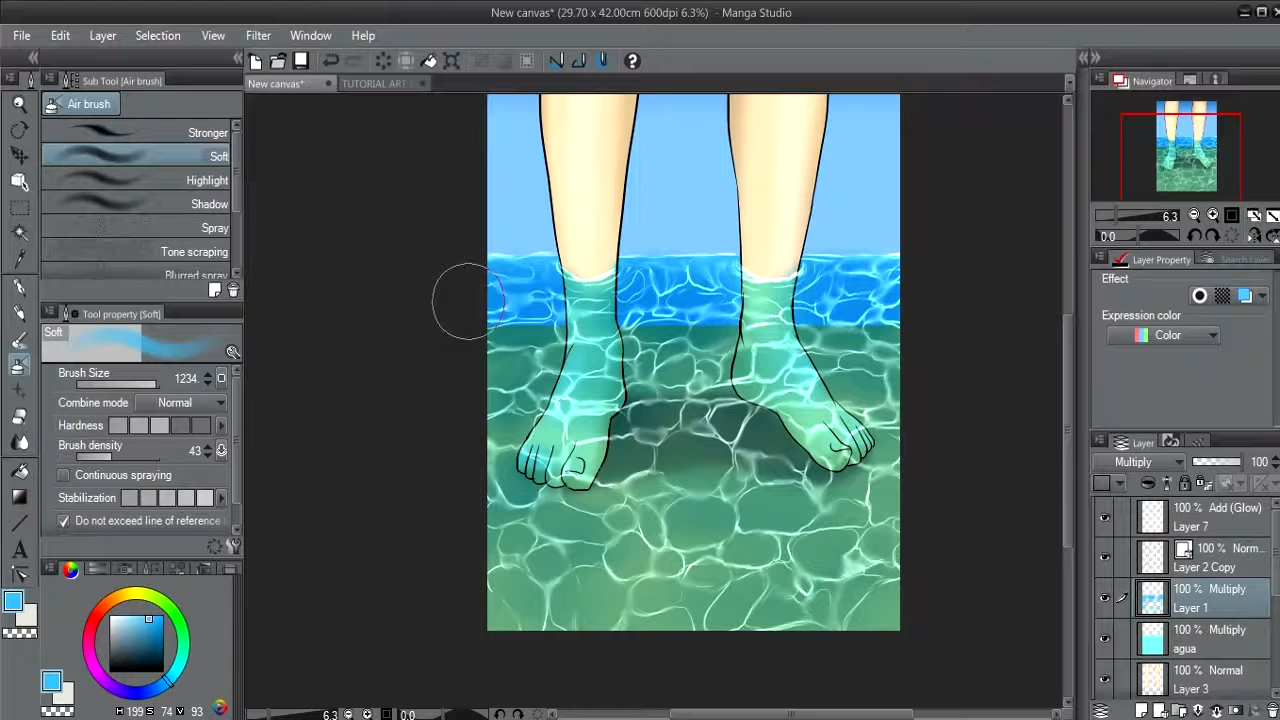 New canvas* (29.70 x 42.00cm 600dpi 6.3%) - Manga Studio
File Edit Layer Selection View Filter Window Help
Sub Tool [Air brush]
New canvas*
TUTORIAL ART
Navigator
Air brush
Stronger
Soft
Highlight
Shadow
Spray
Tone scraping
Blurred spray
6.3
0.0
Layer Property
Search Layer
Effect
Expression color
Color
Tool property [Soft]
Soft
Brush Size 1234.
Combine mode Normal
Hardness
Brush density 43
Continuous spraying
Stabilization
Do not exceed line of reference
Layer
Multiply 100
100 % Add (Glow)
Layer 7
100 % Norm...
Layer 2 Copy
100 % Multiply
Layer 1
100 % Multiply
agua
100 % Normal
Layer 3
H 199 S 74 V 93
6.3 0.0